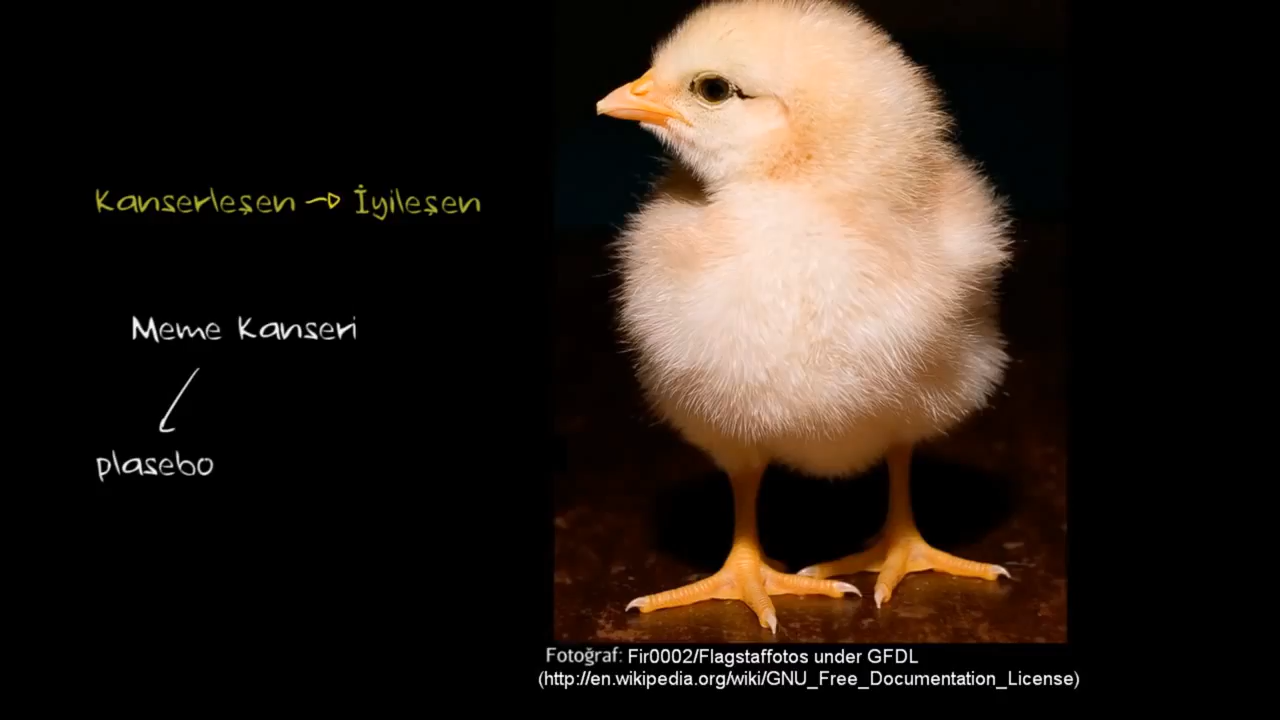 Kanserleşen → İyileşen
Meme Kanseri
plasebo
Fotoğraf: Fir0002/Flagstaffotos under GFDL
(http://en.wikipedia.org/wiki/GNU_Free_Documentation_License)